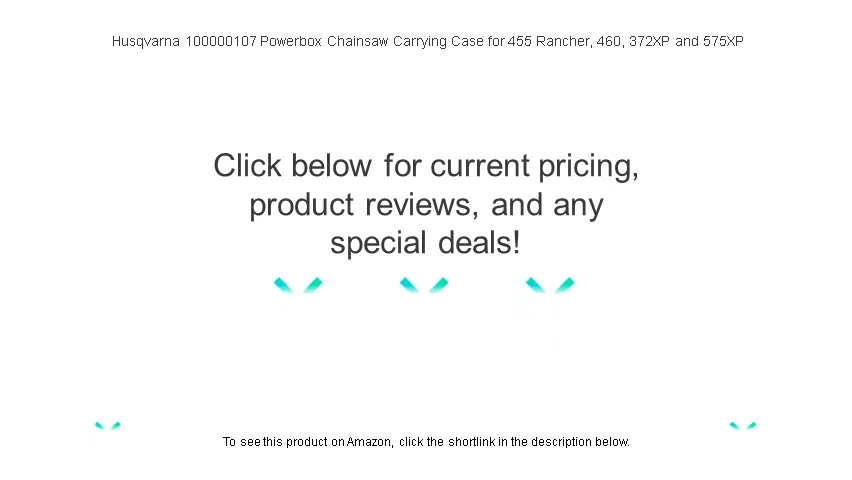 Husqvarna 100000107 Powerbox Chainsaw Carrying Case for 455 Rancher, 460, 372XP and 575XP
Click below for current pricing,
product reviews, and any
special deals!
To see this product on Amazon, click the shortlink in the description below.